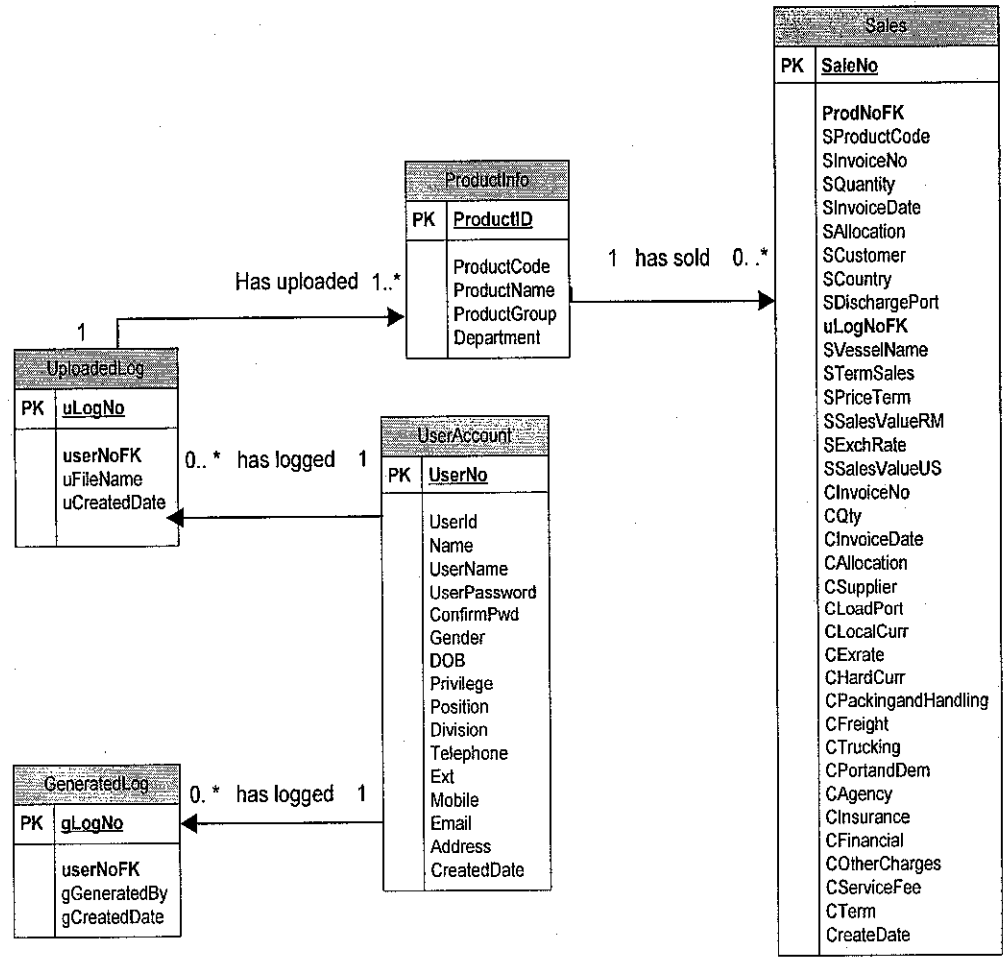 Sales
PK SaleNo
ProdNoFK
SProductCode
SInvoiceNo
SQuantity
SInvoiceDate
SAllocation
SCustomer
SCountry
SDischargePort
uLogNoFK
SVesselName
STermSales
SPriceTerm
SSalesValueRM
SExchRate
SSalesValueUS
CInvoiceNo
CQty
CInvoiceDate
CAllocation
CSupplier
CLoadPort
CLocalCurr
CExrate
CHardCurr
CPackingandHandling
CFreight
CTrucking
CPortandDem
CAgency
CInsurance
CFinancial
COtherCharges
CServiceFee
CTerm
CreateDate
ProductInfo
PK ProductID
ProductCode
ProductName
ProductGroup
Department
1 has sold 0. .*
Has uploaded 1..*
1
UploadedLog
PK uLogNo
userNoFK
uFileName
uCreatedDate
0.. * has logged 1
UserAccount
PK UserNo
UserId
Name
UserName
UserPassword
ConfirmPwd
Gender
DOB
Privilege
Position
Division
Telephone
Ext
Mobile
Email
Address
CreatedDate
GeneratedLog
PK gLogNo
userNoFK
gGeneratedBy
gCreatedDate
0. * has logged 1